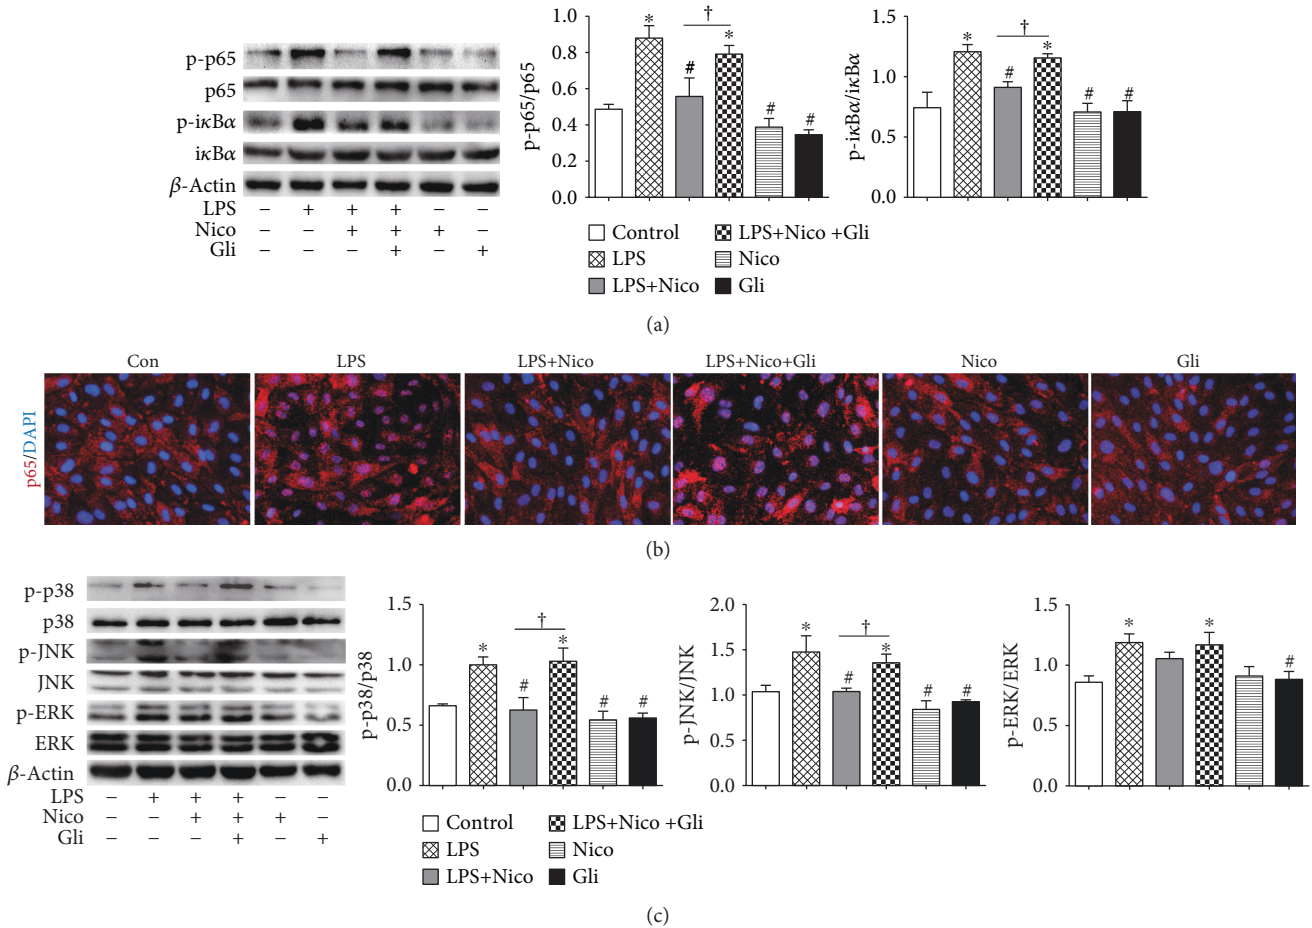 p-p65
p65
p-iκBα
iκBα
β-Actin
LPS − + + + − −
Nico − − + + + −
Gli − − − + − +
p-p65/p65
1.0
0.8
0.6
0.4
0.2
0.0
* # † * # #
p-iκBα/iκBα
1.5
1.0
0.5
0.0
* # † * # #
Control LPS+Nico +Gli
LPS Nico
LPS+Nico Gli
(a)
Con LPS LPS+Nico LPS+Nico+Gli Nico Gli
p65/DAPI
(b)
p-p38
p38
p-JNK
JNK
p-ERK
ERK
β-Actin
LPS − + + + − −
Nico − − + + + −
Gli − − − + − +
p-p38/p38
1.5
1.0
0.5
0.0
* # † * # #
p-JNK/JNK
2.0
1.5
1.0
0.5
0.0
* # † * # #
p-ERK/ERK
1.5
1.0
0.5
0.0
* * #
Control LPS+Nico +Gli
LPS Nico
LPS+Nico Gli
(c)